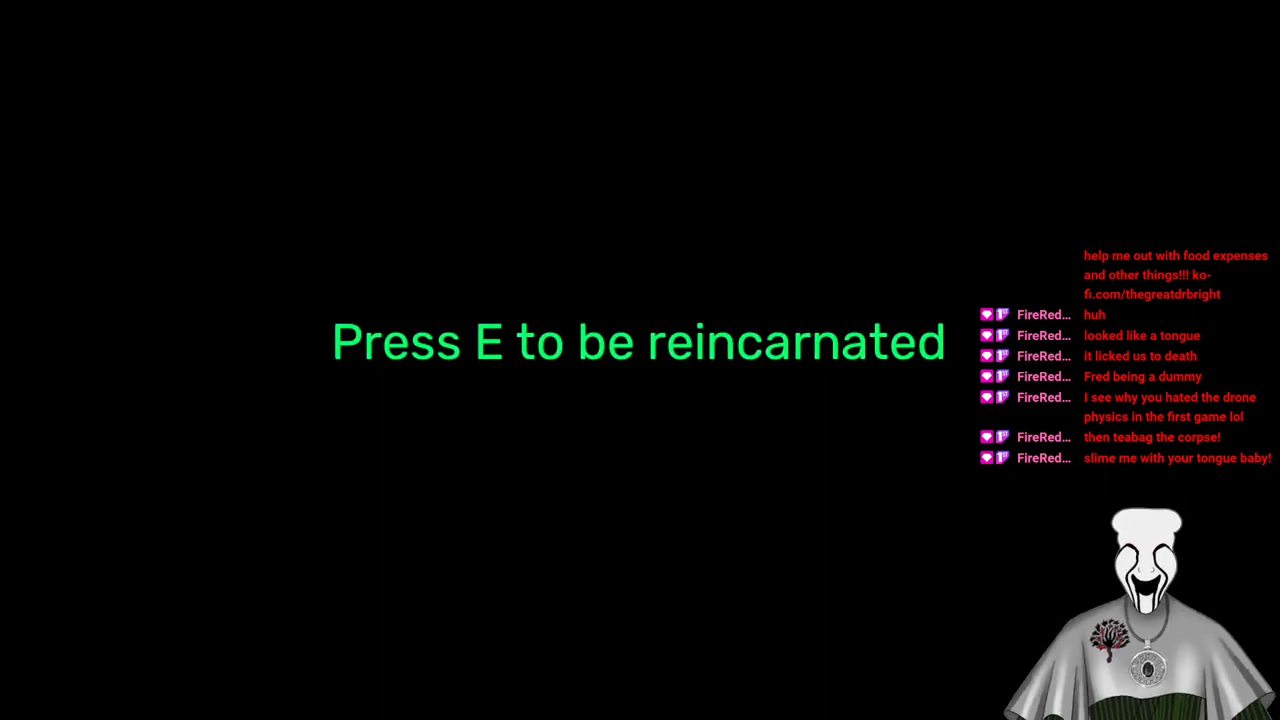 Press E to be reincarnated
help me out with food expenses
and other things!!! ko-
fi.com/thegreatdrbright
FireRed... huh
FireRed... looked like a tongue
FireRed... it licked us to death
FireRed... Fred being a dummy
FireRed... I see why you hated the drone
physics in the first game lol
FireRed... then teabag the corpse!
FireRed... slime me with your tongue baby!